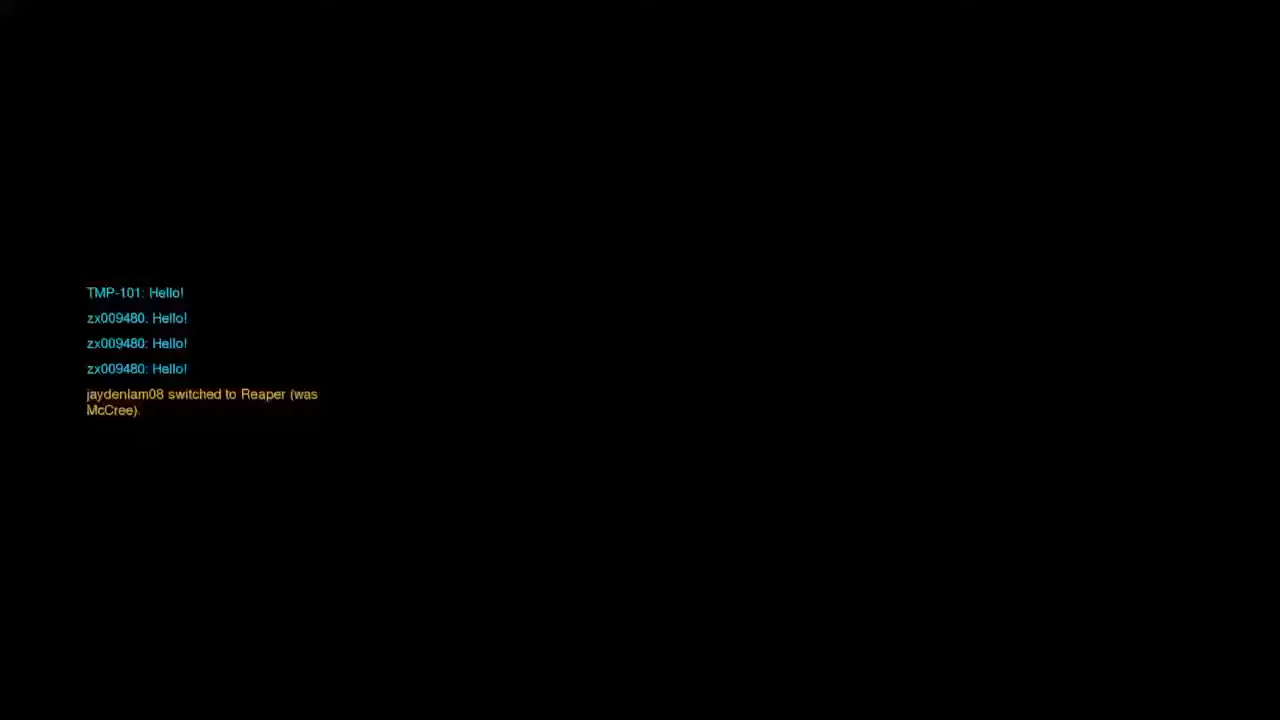 TMP-101: Hello!
zx009480: Hello!
zx009480: Hello!
zx009480: Hello!
jaydenlam08 switched to Reaper (was
McCree).